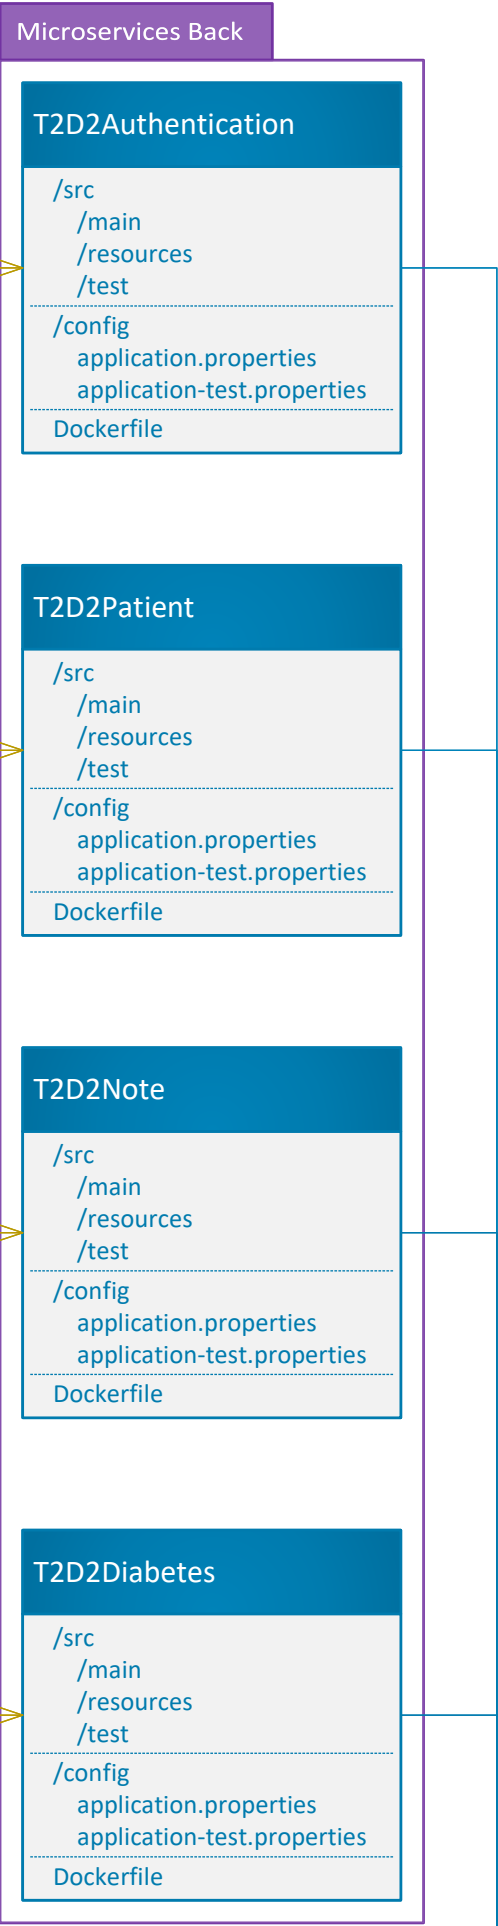 Microservices Back
T2D2Authentication
/src
/main
/resources
/test
/config
application.properties
application-test.properties
Dockerfile
T2D2Patient
/src
/main
/resources
/test
/config
application.properties
application-test.properties
Dockerfile
T2D2Note
/src
/main
/resources
/test
/config
application.properties
application-test.properties
Dockerfile
T2D2Diabetes
/src
/main
/resources
/test
/config
application.properties
application-test.properties
Dockerfile